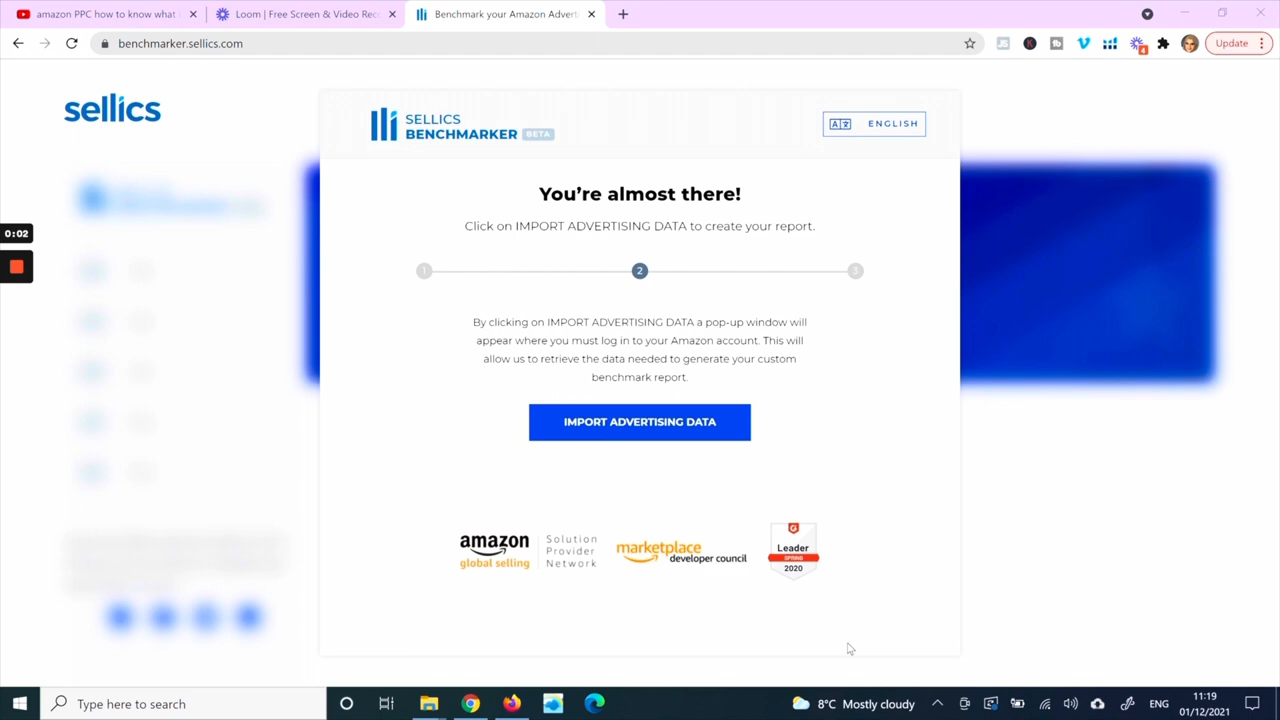 amazon PPC how to know what
Loom | Free Screen & Video Rec
Benchmark your Amazon Advert
benchmarker.sellics.com
Update
4
sellics
SELLICS
BENCHMARKER BETA
ENGLISH
You're almost there!
Click on IMPORT ADVERTISING DATA to create your report.
1
2
3
0:02
By clicking on IMPORT ADVERTISING DATA a pop-up window will
appear where you must log in to your Amazon account. This will
allow us to retrieve the data needed to generate your custom
benchmark report.
IMPORT ADVERTISING DATA
amazon
global selling
Solution
Provider
Network
marketplace
developer council
Leader
SPRING
2020
Type here to search
8°C Mostly cloudy
ENG
11:19
01/12/2021